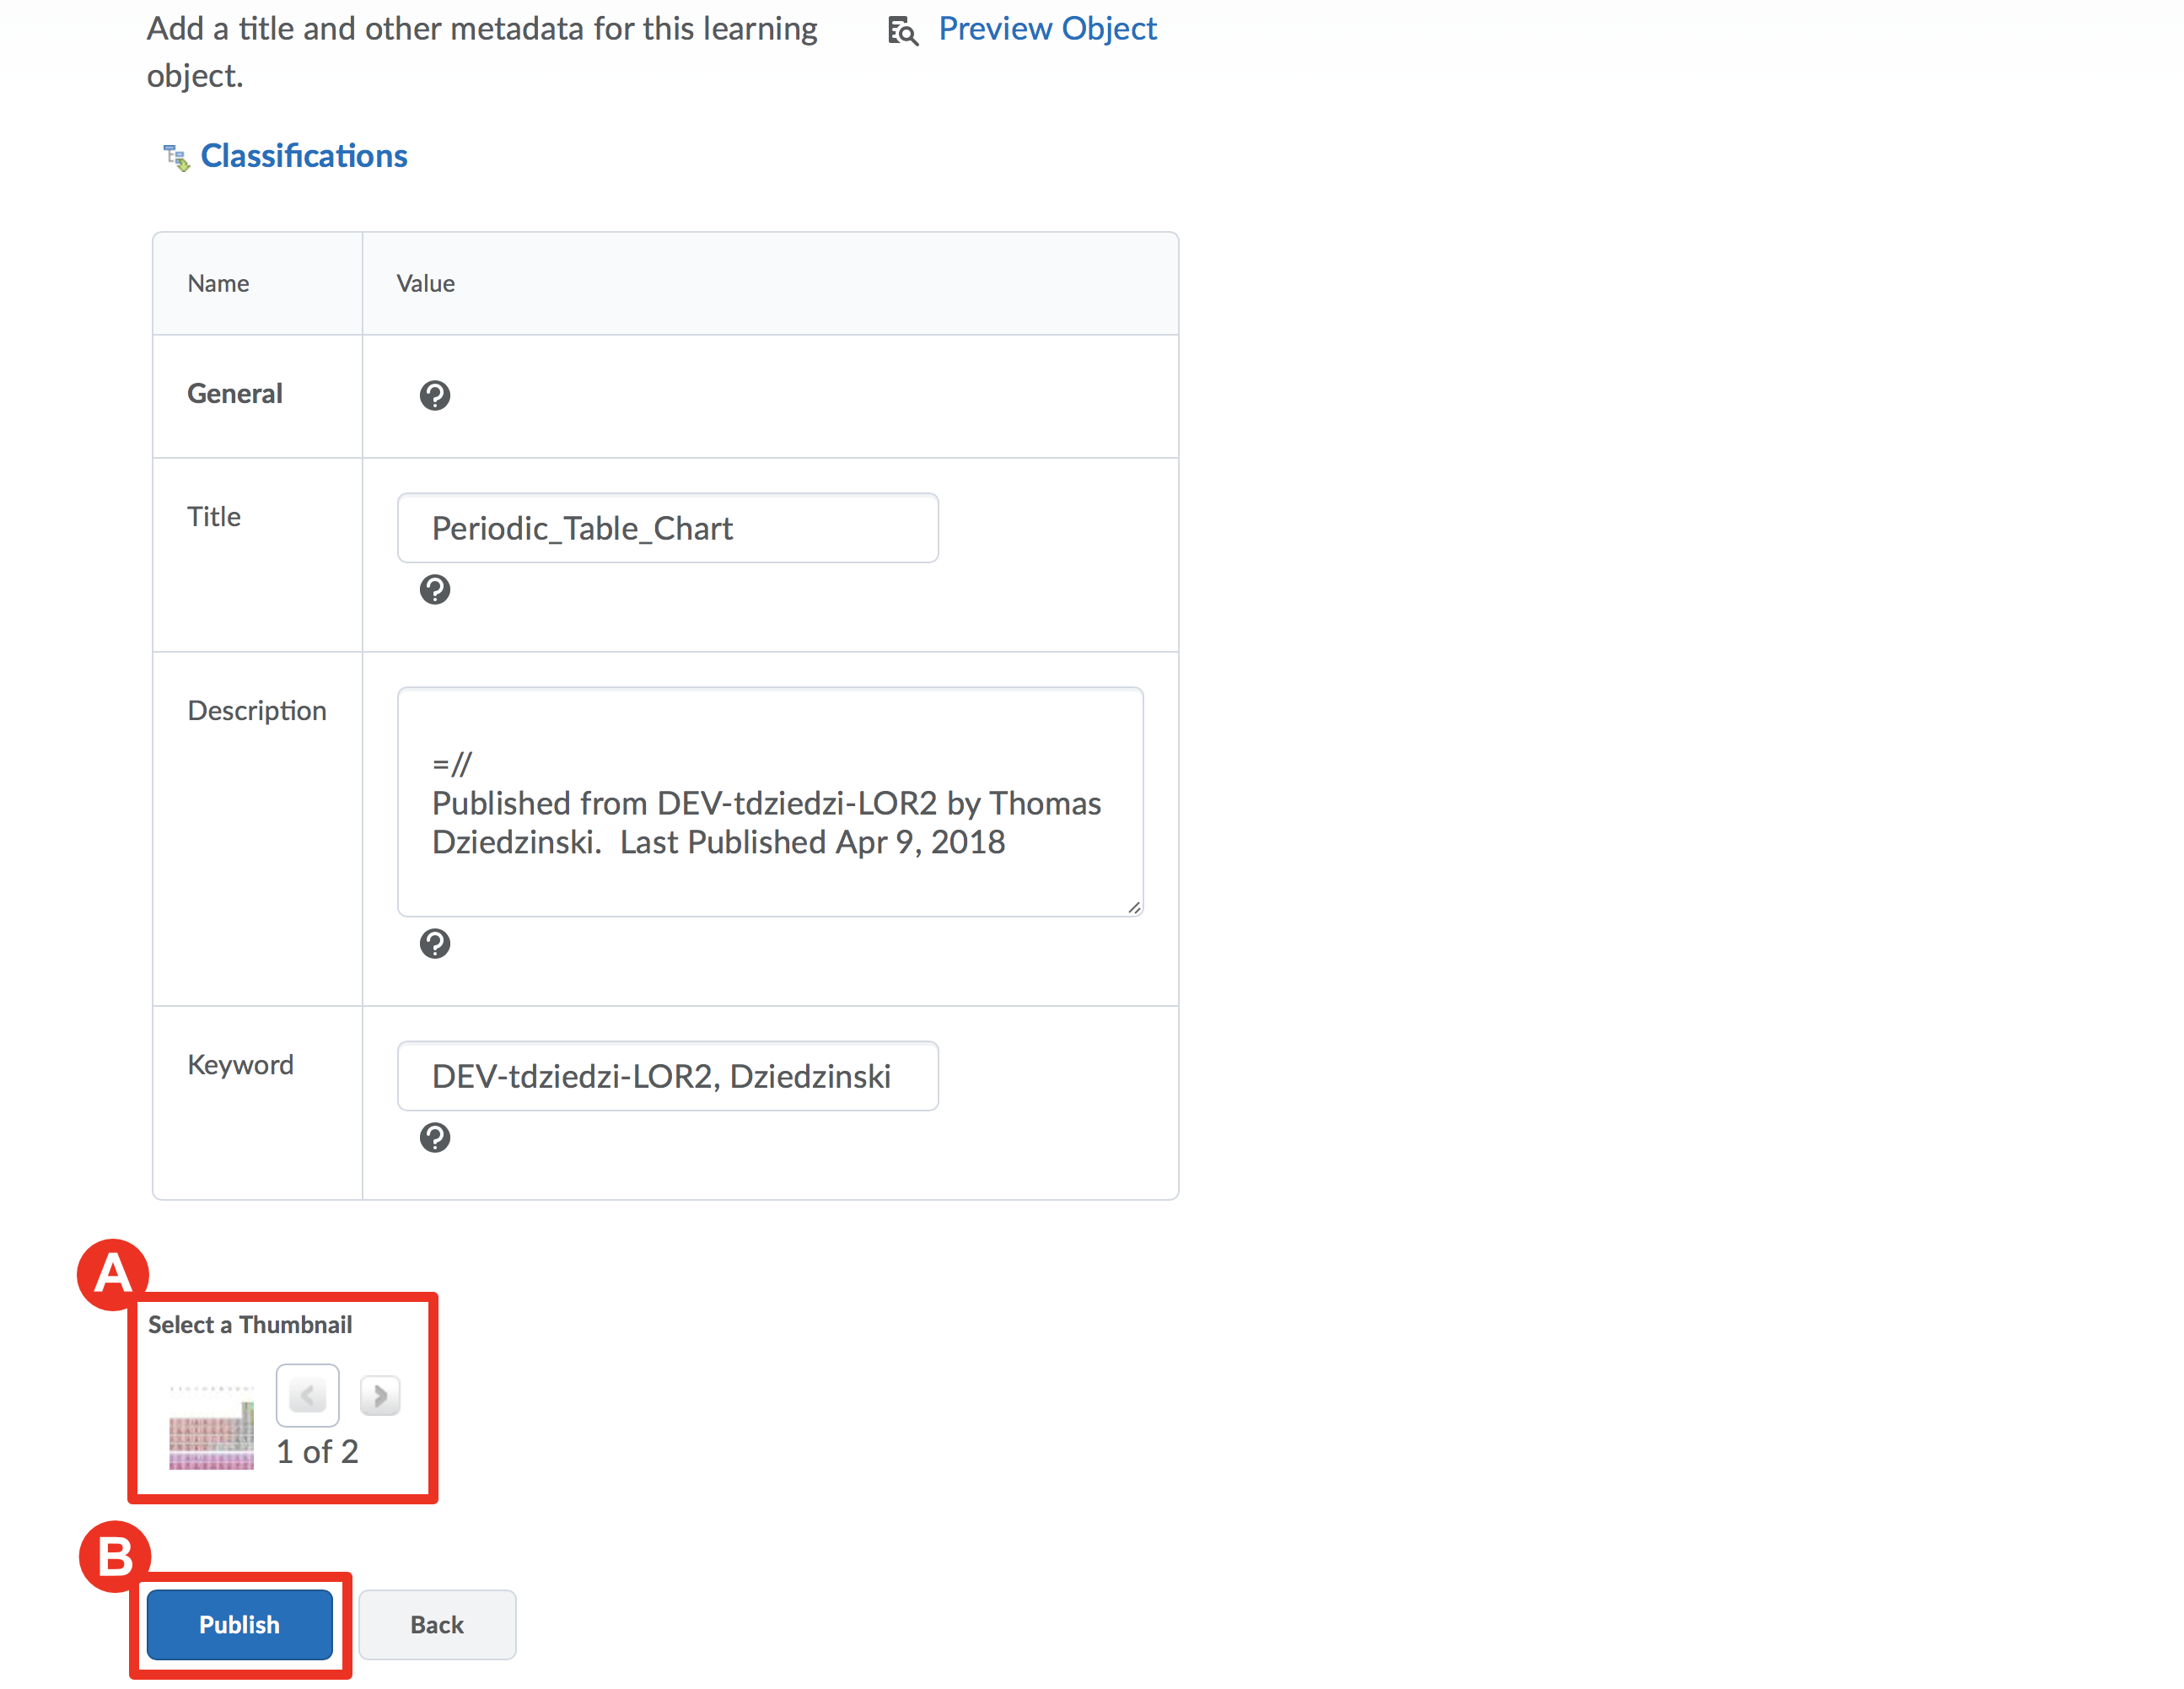 Add a title and other metadata for this learning
object.
Preview Object
Classifications
Name Value
General
Title
Periodic_Table_Chart
Description
=//
Published from DEV-tdziedzi-LOR2 by Thomas
Dziedzinski.  Last Published Apr 9, 2018
Keyword
DEV-tdziedzi-LOR2, Dziedzinski
A
Select a Thumbnail
1 of 2
B
Publish Back